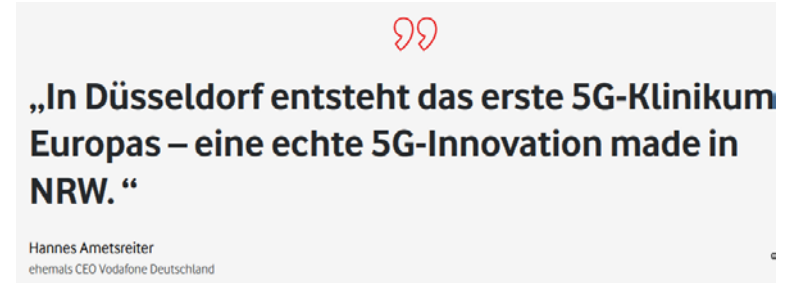 „In Düsseldorf entsteht das erste 5G-Klinikum
Europas – eine echte 5G-Innovation made in
NRW. “
Hannes Ametsreiter
ehemals CEO Vodafone Deutschland